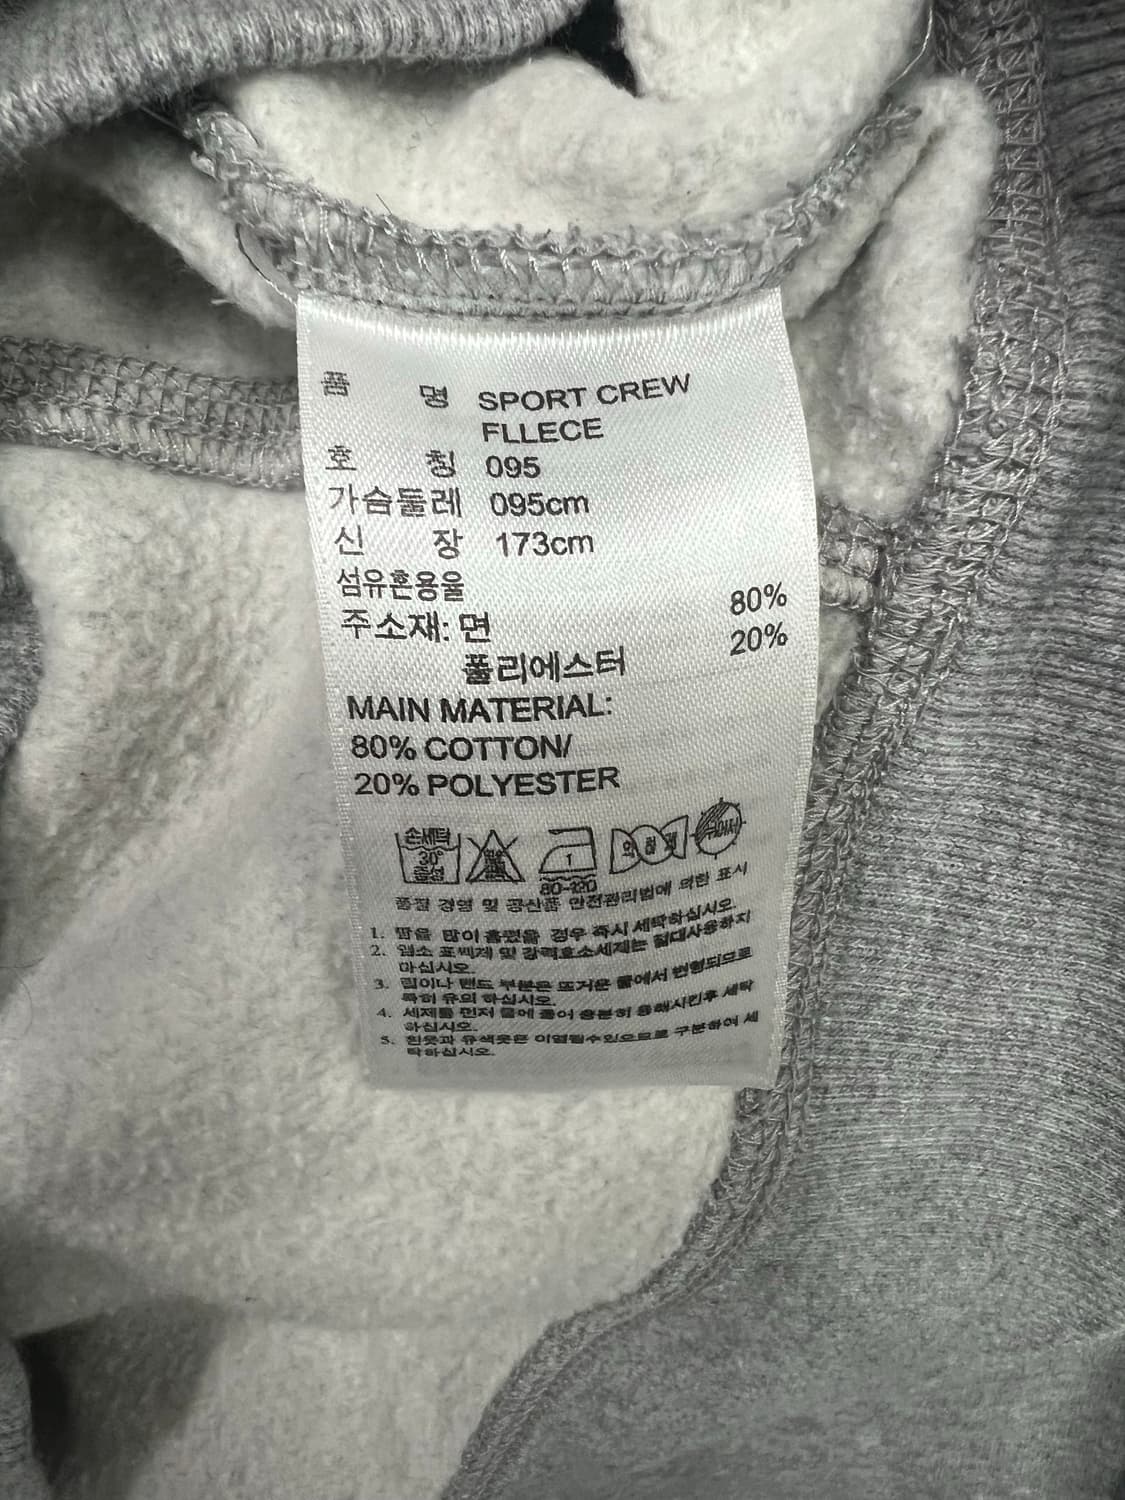 품 명 SPORT CREW
FLLECE
호 칭 095
가슴둘레 095cm
신 장 173cm
섬유혼용율
주소재: 면 80%
폴리에스터 20%
MAIN MATERIAL:
80% COTTON/
20% POLYESTER
손세탁
30°
중성
1
80-120
약하게
드라이
품질 경영 및 공산품 안전관리법에 의한 표시
1. 땀을 많이 흘렸을 경우 즉시 세탁하십시오.
2. 염소 표백제 및 강력효소세제는 절대사용하지
마십시오.
3. 립이나 밴드 부분은 뜨거운 물에서 변형되므로
특히 유의 하십시오.
4. 세제를 먼저 물에 풀어 충분히 용해시킨후 세탁
하십시오.
5. 흰옷과 유색옷은 이염될수있으므로 구분하여 세
탁하십시오.